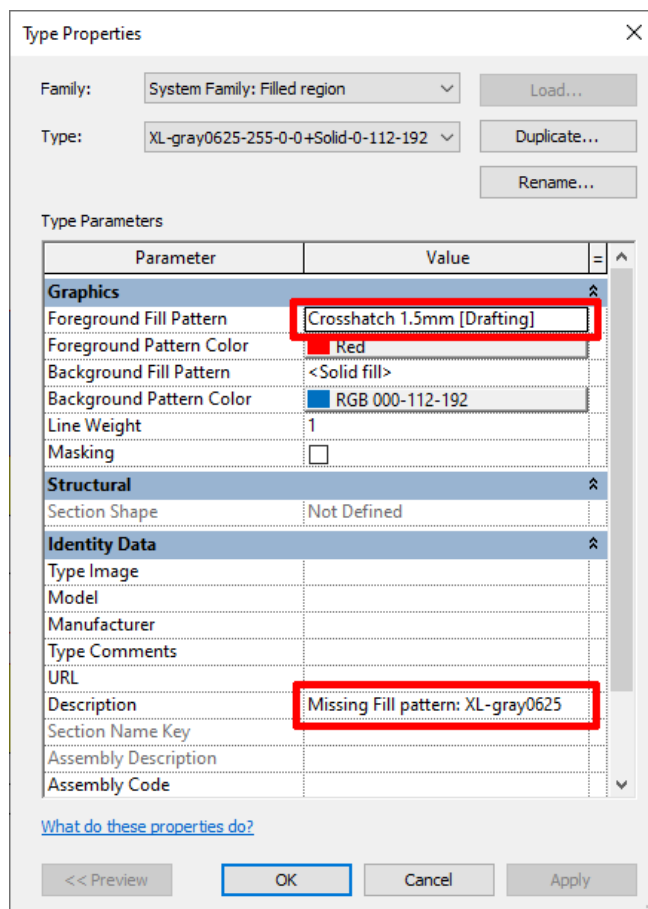 Type Properties
Family: System Family: Filled region Load...
Type: XL-gray0625-255-0-0+Solid-0-112-192 Duplicate...
Rename...
Type Parameters
Parameter Value =
Graphics
Foreground Fill Pattern Crosshatch 1.5mm [Drafting]
Foreground Pattern Color Red
Background Fill Pattern <Solid fill>
Background Pattern Color RGB 000-112-192
Line Weight 1
Masking
Structural
Section Shape Not Defined
Identity Data
Type Image
Model
Manufacturer
Type Comments
URL
Description Missing Fill pattern: XL-gray0625
Section Name Key
Assembly Description
Assembly Code
What do these properties do?
<< Preview OK Cancel Apply